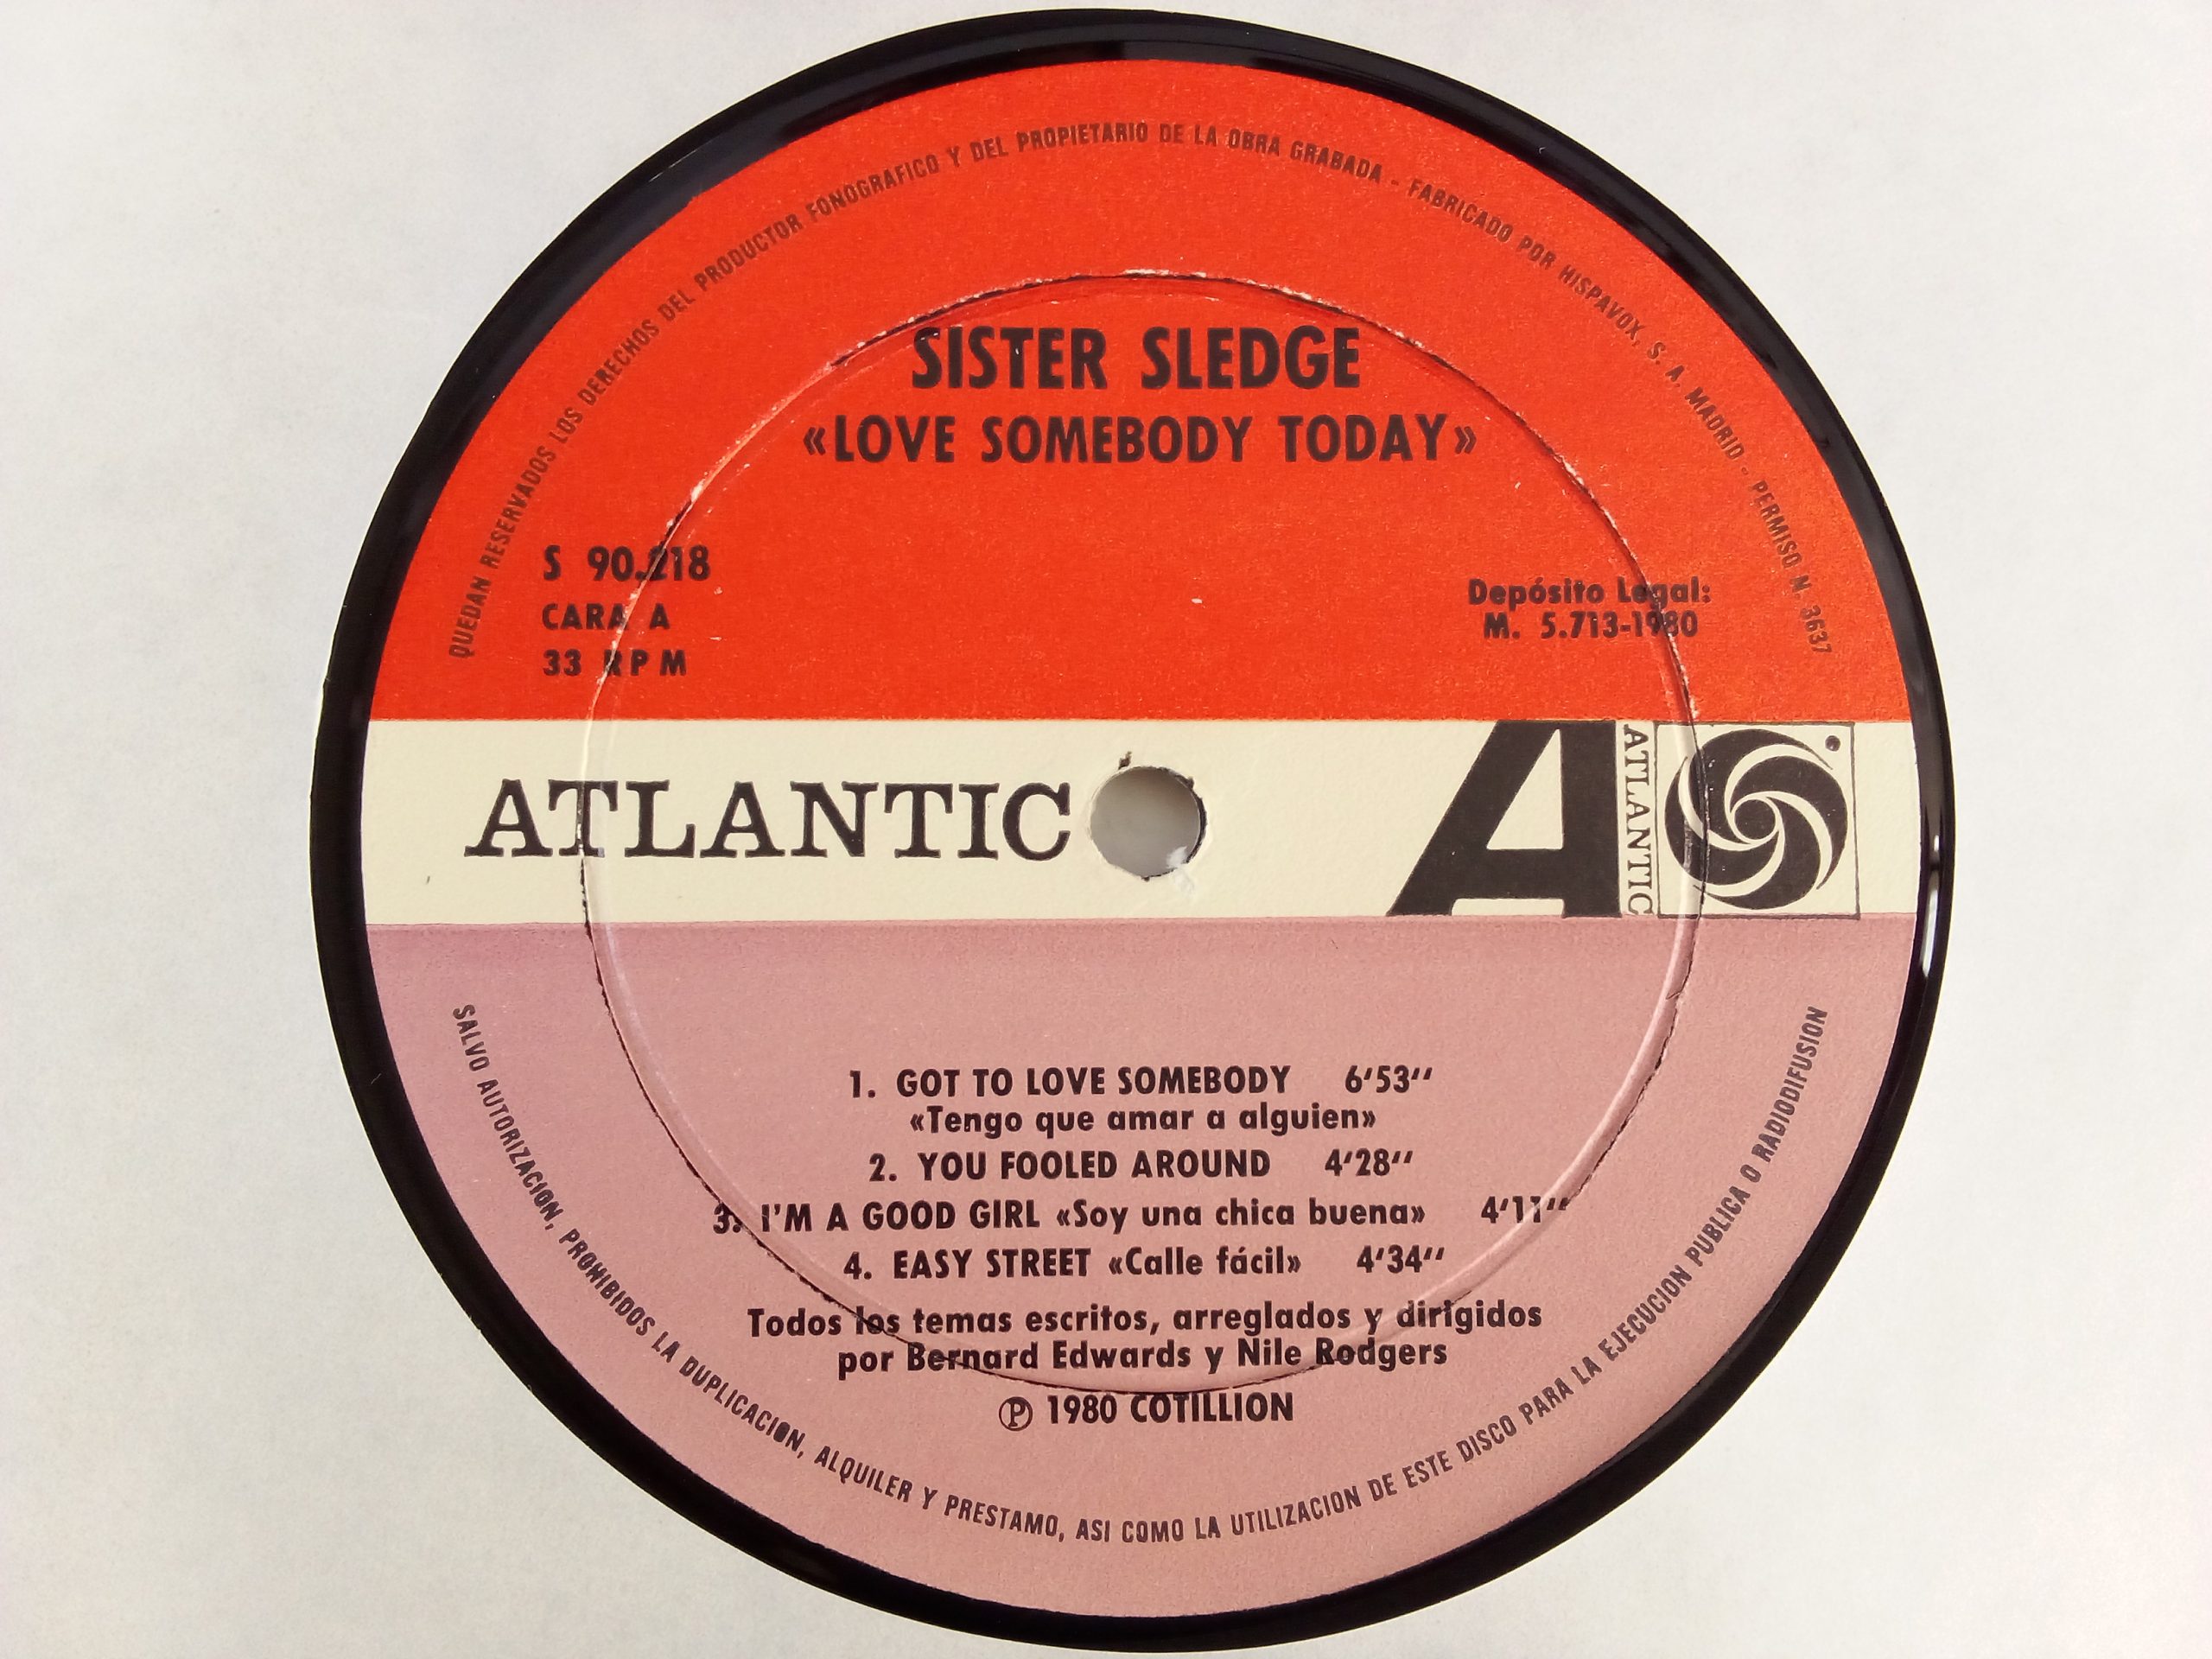 QUEDAN RESERVADOS LOS DERECHOS DEL PRODUCTOR FONOGRAFICO Y DEL PROPIETARIO DE LA OBRA GRABADA - FABRICADO POR HISPAVOX, S. A. MADRID - PERMISO N. 3637
SISTER SLEDGE
«LOVE SOMEBODY TODAY»
S 90.218
CARA A
33 RPM
Depósito Legal:
M. 5.713-1980
ATLANTIC
A
ATLANTIC
1. GOT TO LOVE SOMEBODY 6'53''
«Tengo que amar a alguien»
2. YOU FOOLED AROUND 4'28''
3. I'M A GOOD GIRL «Soy una chica buena» 4'11''
4. EASY STREET «Calle fácil» 4'34''
Todos los temas escritos, arreglados y dirigidos
por Bernard Edwards y Nile Rodgers
Ⓟ 1980 COTILLION
SALVO AUTORIZACION, PROHIBIDOS LA DUPLICACION, ALQUILER Y PRESTAMO, ASI COMO LA UTILIZACION DE ESTE DISCO PARA LA EJECUCION PUBLICA O RADIODIFUSION